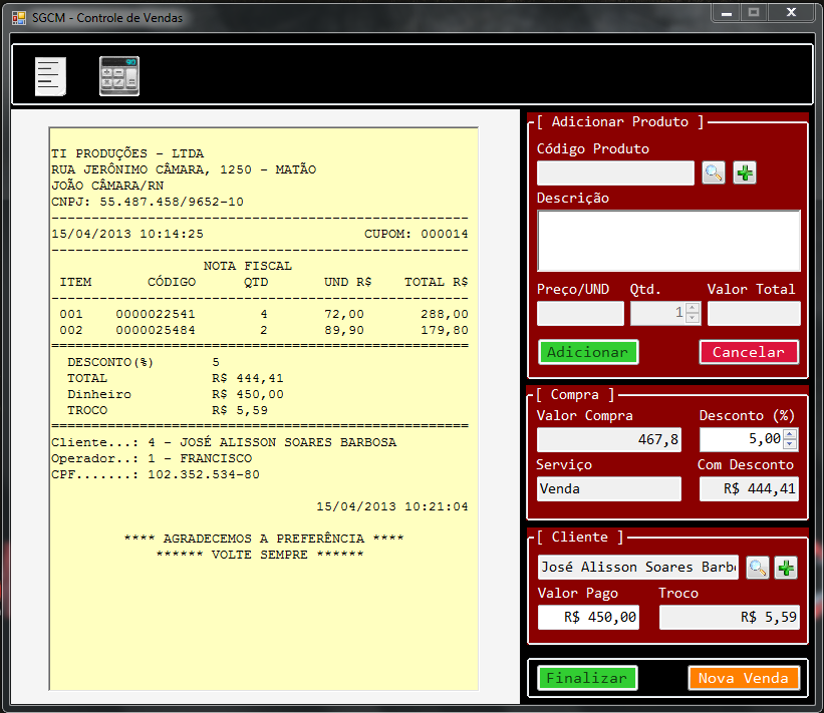 SGCM - Controle de Vendas
TI PRODUÇÕES - LTDA
RUA JERÔNIMO CÂMARA, 1250 - MATÃO
JOÃO CÂMARA/RN
CNPJ: 55.487.458/9652-10
----------------------------------------------------
15/04/2013 10:14:25 CUPOM: 000014
----------------------------------------------------
NOTA FISCAL
ITEM CÓDIGO QTD UND R$ TOTAL R$
----------------------------------------------------
001 0000022541 4 72,00 288,00
002 0000025484 2 89,90 179,80
====================================================
DESCONTO(%) 5
TOTAL R$ 444,41
Dinheiro R$ 450,00
TROCO R$ 5,59
====================================================
Cliente...: 4 - JOSÉ ALISSON SOARES BARBOSA
Operador..: 1 - FRANCISCO
CPF.......: 102.352.534-80
15/04/2013 10:21:04
**** AGRADECEMOS A PREFERÊNCIA ****
****** VOLTE SEMPRE ******
[ Adicionar Produto ]
Código Produto
Descrição
Preço/UND Qtd. Valor Total
1
Adicionar Cancelar
[ Compra ]
Valor Compra Desconto (%)
467,8 5,00
Serviço Com Desconto
Venda R$ 444,41
[ Cliente ]
José Alisson Soares Barb
Valor Pago Troco
R$ 450,00 R$ 5,59
Finalizar Nova Venda